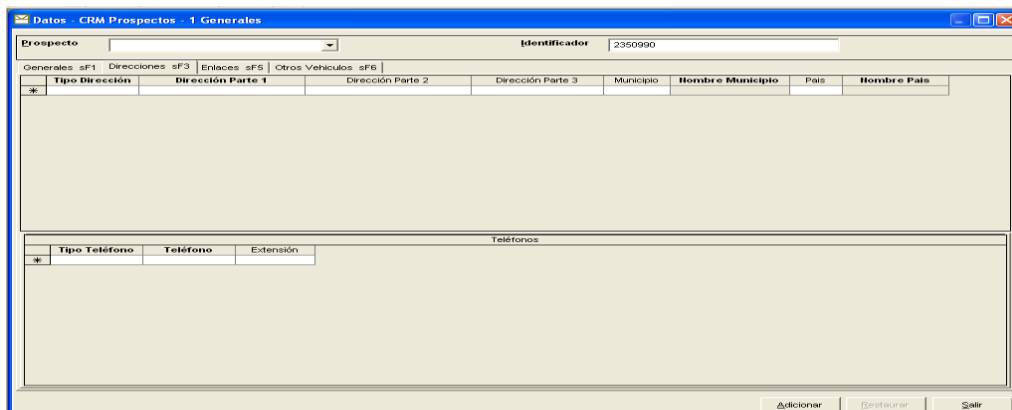 Datos - CRM Prospectos - 1 Generales
Prospecto Identificador 2350990
Generales sF1 Direcciones sF3 Enlaces sF5 Otros Vehiculos sF6
Tipo Dirección Dirección Parte 1 Dirección Parte 2 Dirección Parte 3 Municipio Nombre Municipio Pais Nombre Pais
Teléfonos
Tipo Teléfono Teléfono Extensión
Adicionar Restaurar Salir